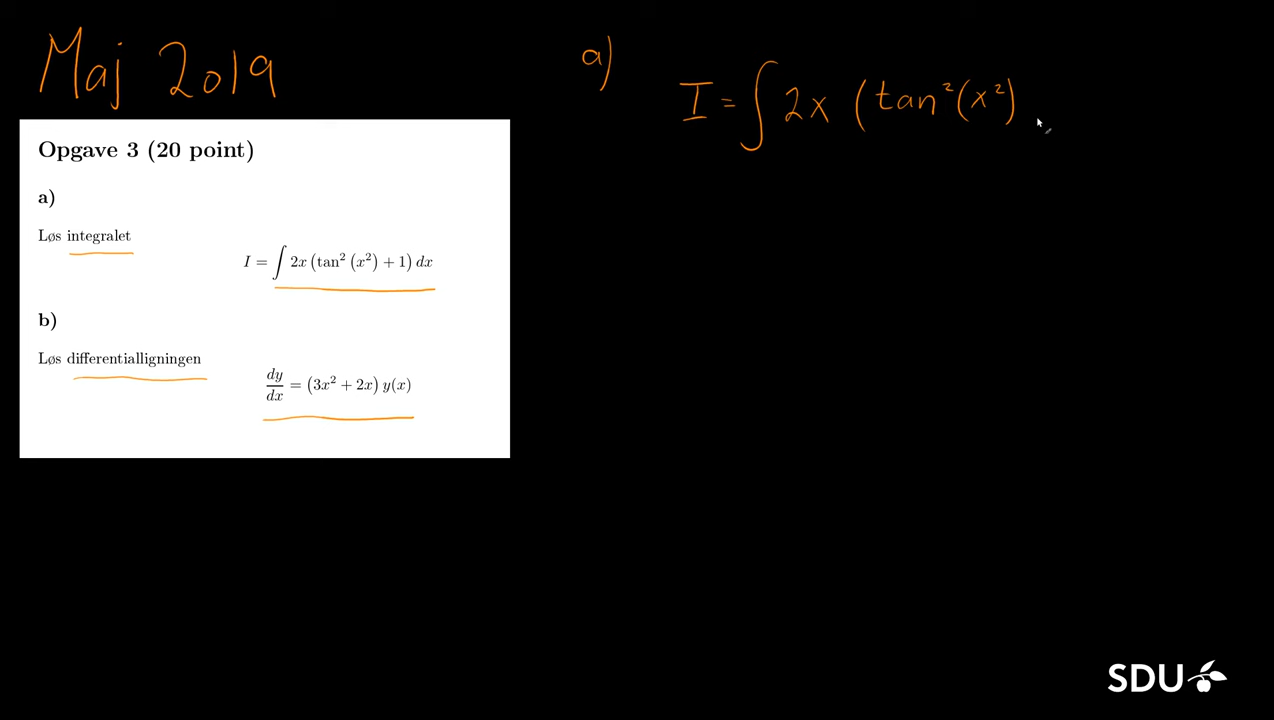 Maj 2019
Opgave 3 (20 point)
a)
Løs integralet
I = ∫ 2x (tan² (x²) + 1) dx
b)
Løs differentialligningen
dy/dx = (3x² + 2x) y(x)
a)
I = ∫ 2x (tan²(x²)
SDU